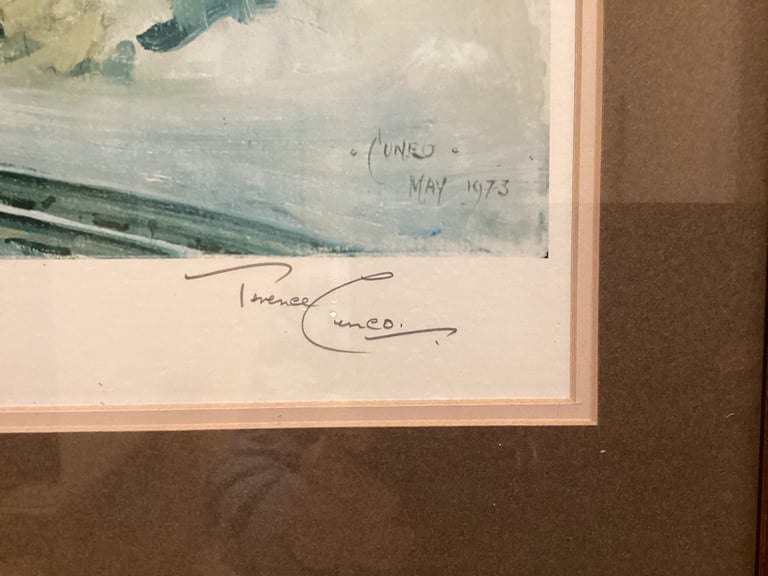 . CUNEO .
MAY 1973
Terence Cuneo.